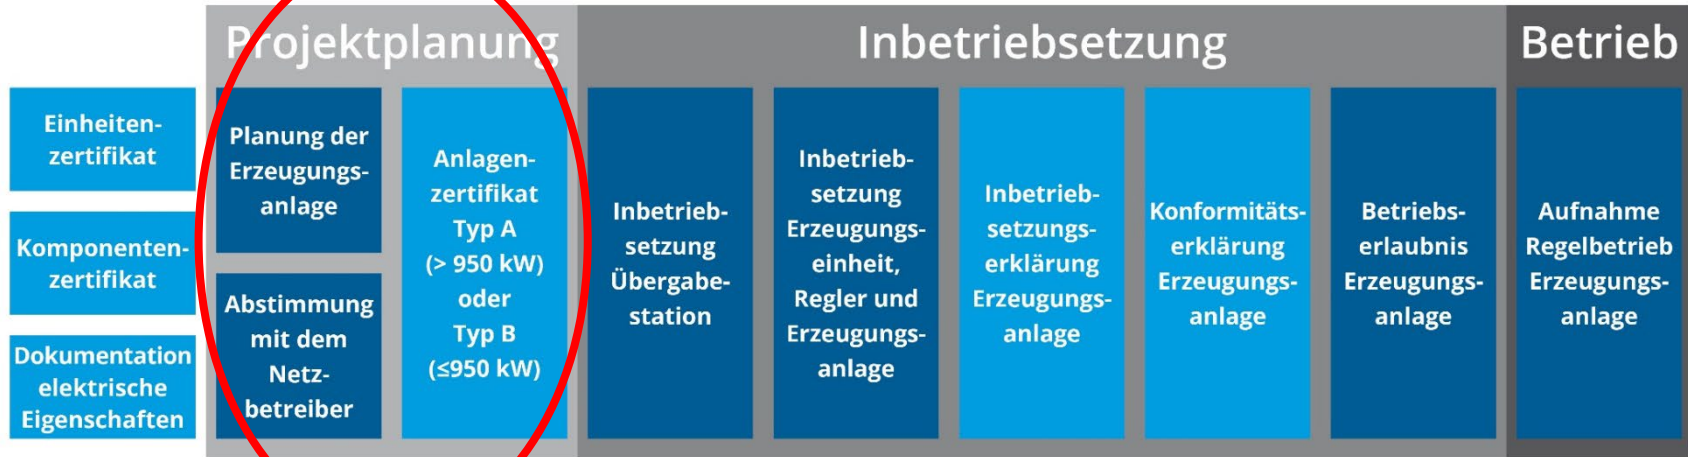 Projektplanung
Inbetriebsetzung
Betrieb
Einheiten-
zertifikat
Komponenten-
zertifikat
Dokumentation
elektrische
Eigenschaften
Planung der
Erzeugungs-
anlage
Abstimmung
mit dem
Netz-
betreiber
Anlagen-
zertifikat
Typ A
(> 950 kW)
oder
Typ B
(≤950 kW)
Inbetrieb-
setzung
Übergabe-
station
Inbetrieb-
setzung
Erzeugungs-
einheit,
Regler und
Erzeugungs-
anlage
Inbetrieb-
setzungs-
erklärung
Erzeugungs-
anlage
Konformitäts-
erklärung
Erzeugungs-
anlage
Betriebs-
erlaubnis
Erzeugungs-
anlage
Aufnahme
Regelbetrieb
Erzeugungs-
anlage